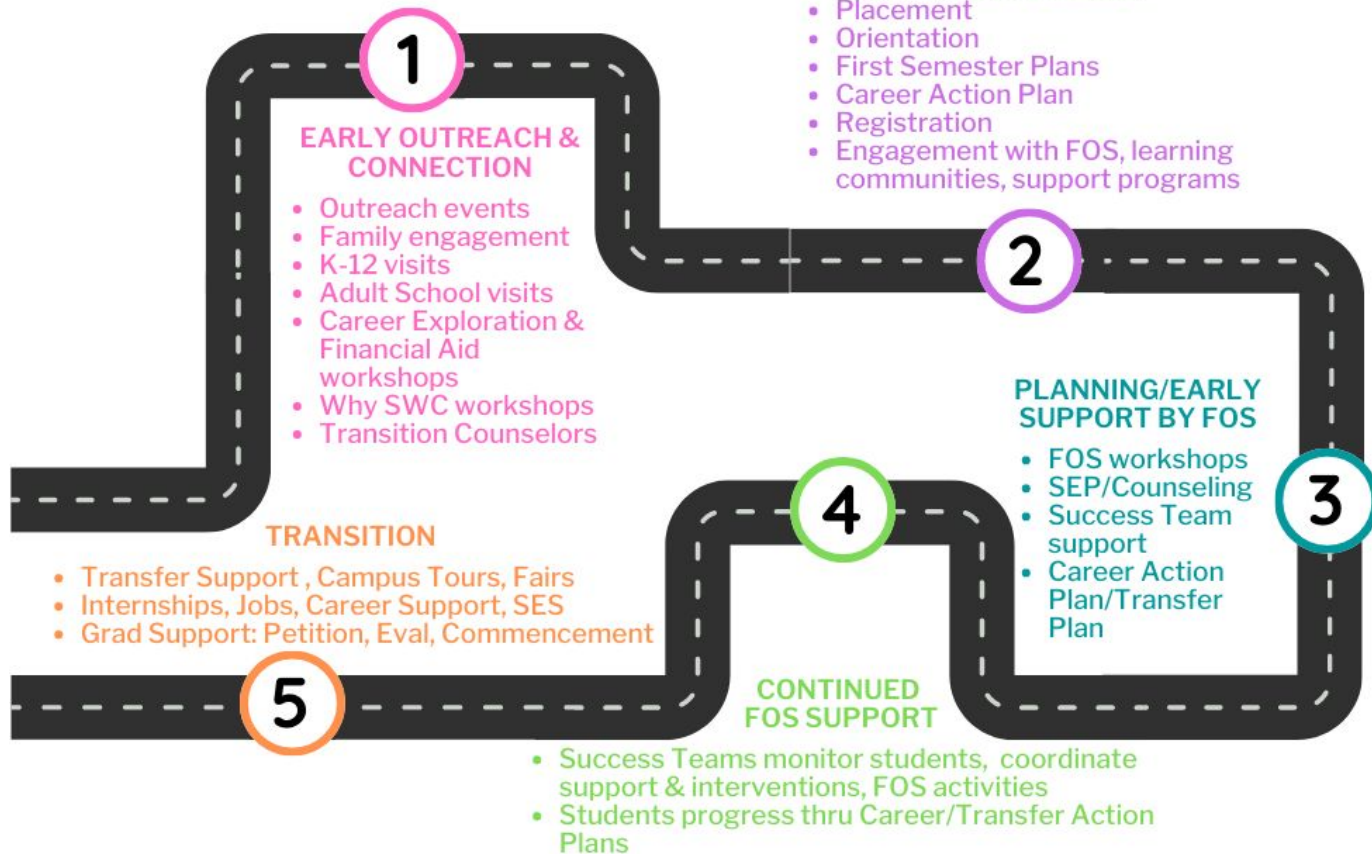 1
EARLY OUTREACH &
CONNECTION
• Outreach events
• Family engagement
• K-12 visits
• Adult School visits
• Career Exploration &
Financial Aid
workshops
• Why SWC workshops
• Transition Counselors
• Placement
• Orientation
• First Semester Plans
• Career Action Plan
• Registration
• Engagement with FOS, learning
communities, support programs
2
PLANNING/EARLY
SUPPORT BY FOS
• FOS workshops
• SEP/Counseling
• Success Team
support
• Career Action
Plan/Transfer
Plan
3
4
CONTINUED
FOS SUPPORT
• Success Teams monitor students, coordinate
support & interventions, FOS activities
• Students progress thru Career/Transfer Action
Plans
TRANSITION
• Transfer Support , Campus Tours, Fairs
• Internships, Jobs, Career Support, SES
• Grad Support: Petition, Eval, Commencement
5